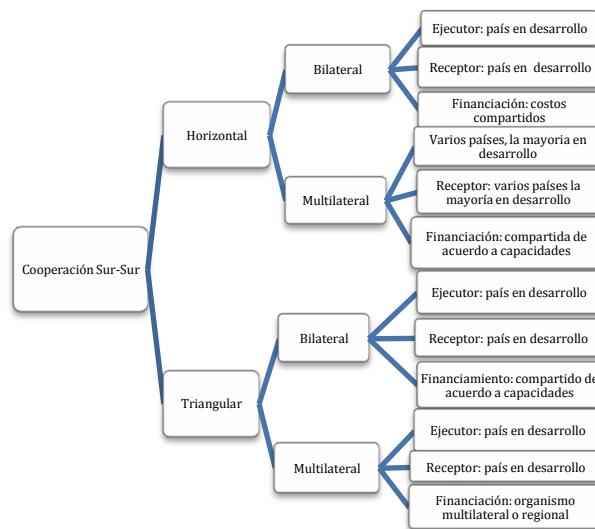 Cooperación Sur-Sur
Horizontal
Bilateral
Ejecutor: país en desarrollo
Receptor: país en desarrollo
Financiación: costos
compartidos
Multilateral
Varios países, la mayoria en
desarrollo
Receptor: varios países la
mayoría en desarrollo
Financiación: compartida de
acuerdo a capacidades
Triangular
Bilateral
Ejecutor: país en desarrollo
Receptor: país en desarrollo
Financiamiento: compartido de
acuerdo a capacidades
Multilateral
Ejecutor: país en desarrollo
Receptor: país en desarrollo
Financiación: organismo
multilateral o regional